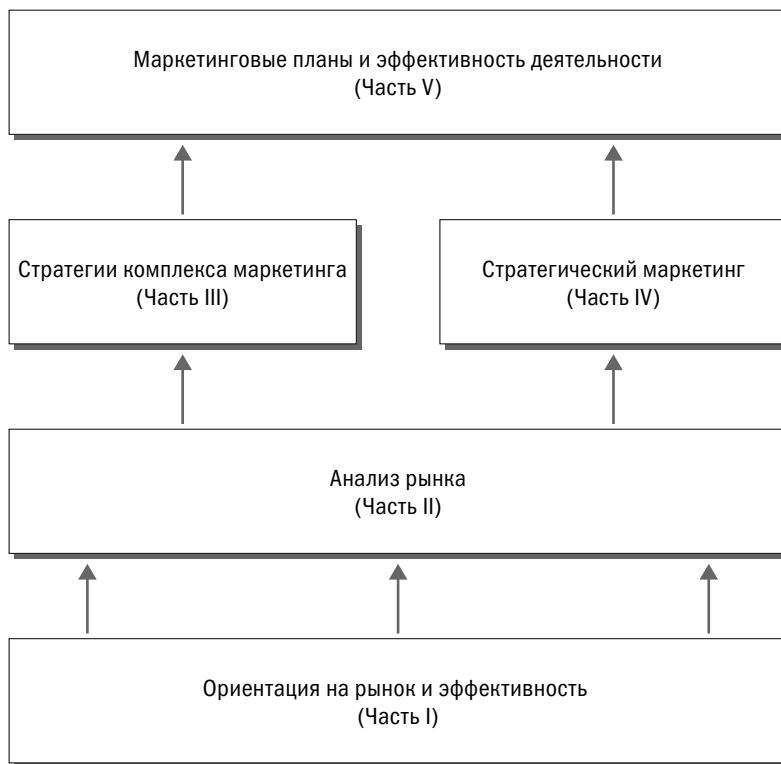 Маркетинговые планы и эффективность деятельности
(Часть V)
Стратегии комплекса маркетинга
(Часть III)
Стратегический маркетинг
(Часть IV)
Анализ рынка
(Часть II)
Ориентация на рынок и эффективность
(Часть I)